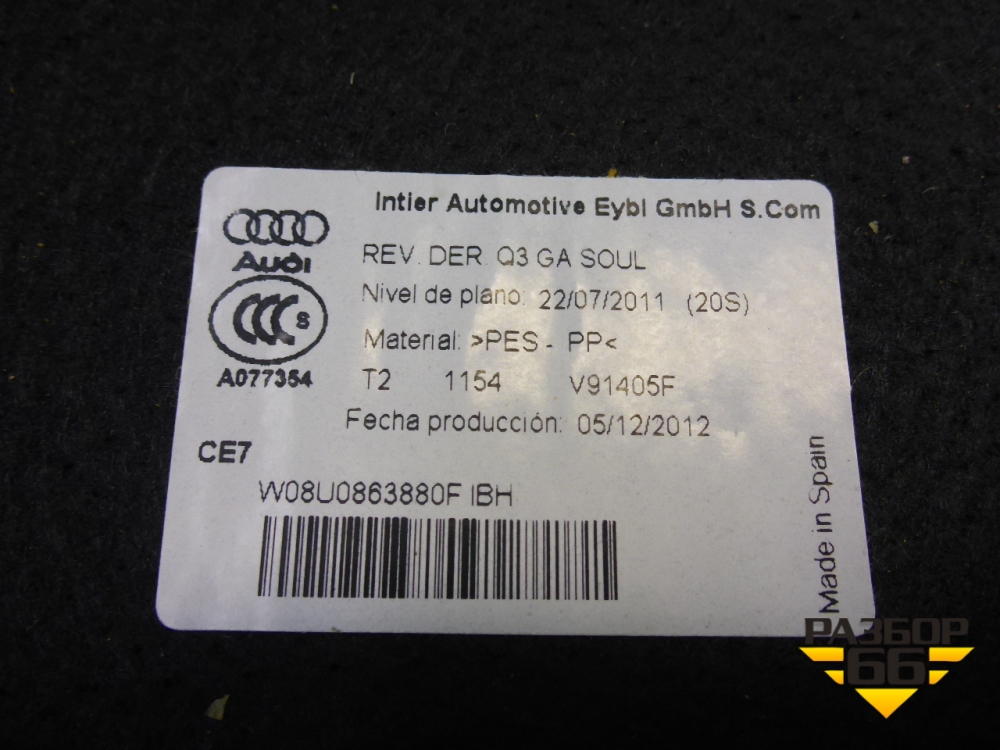 Intier Automotive Eybl GmbH S.Com
Audi
REV. DER. Q3 GA SOUL
Nivel de plano: 22/07/2011 (20S)
CCC S
Material: >PES - PP<
A077354
T2 1154 V91405F
Fecha producción: 05/12/2012
CE7
W08U0863880F IBH
Made in Spain
РАЗБОР
66